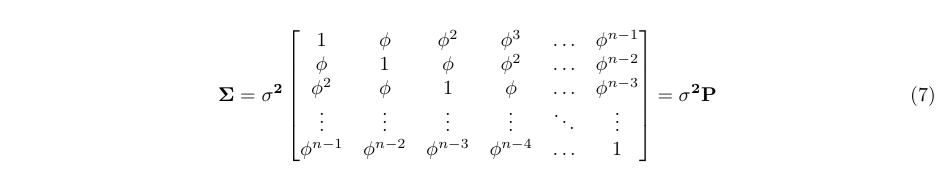 1 ϕ ϕ² ϕ³ … ϕⁿ⁻¹
ϕ 1 ϕ ϕ² … ϕⁿ⁻²
ϕ² ϕ 1 ϕ … ϕⁿ⁻³
𝚺 = σ² [ ] = σ²𝐏 (7)
⋮ ⋮ ⋮ ⋮ ⋱ ⋮
ϕⁿ⁻¹ ϕⁿ⁻² ϕⁿ⁻³ ϕⁿ⁻⁴ … 1